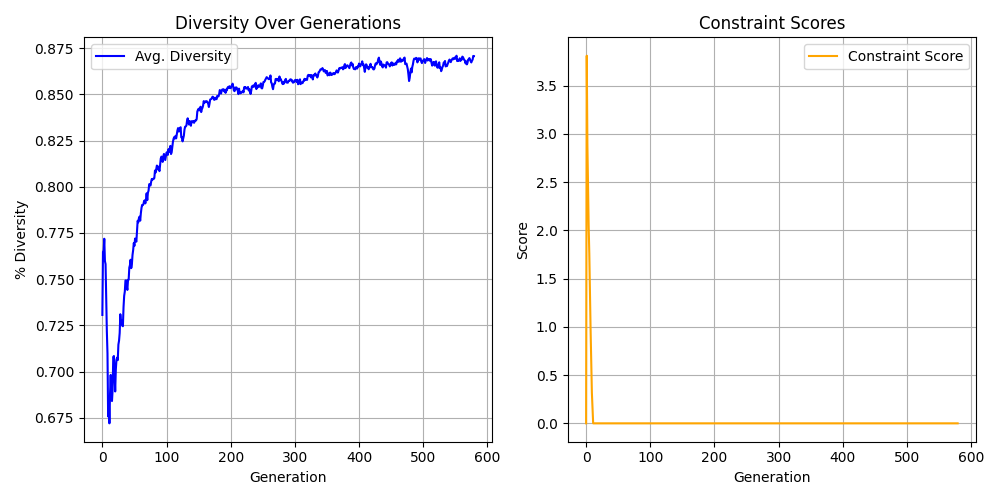 Diversity Over Generations
Avg. Diversity
0.875
0.850
0.825
0.800
0.775
0.750
0.725
0.700
0.675
% Diversity
0 100 200 300 400 500 600
Generation
Constraint Scores
Constraint Score
3.5
3.0
2.5
2.0
1.5
1.0
0.5
0.0
Score
0 100 200 300 400 500 600
Generation